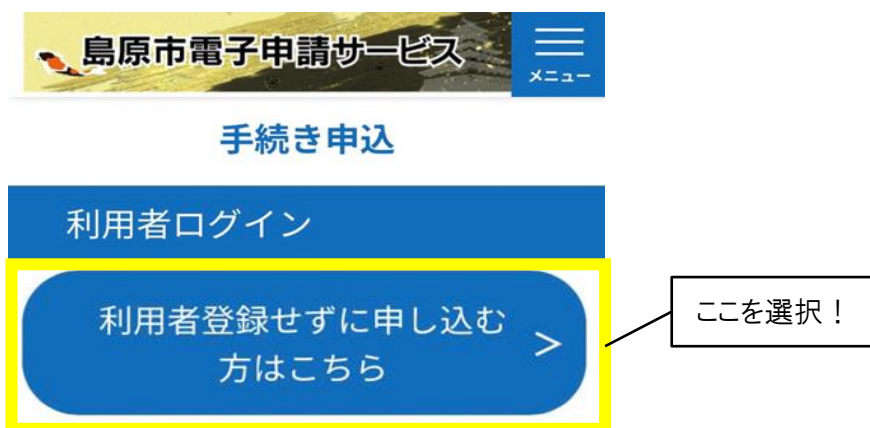 島原市電子申請サービス
メニュー
手続き申込
利用者ログイン
利用者登録せずに申し込む
方はこちら
>
ここを選択！